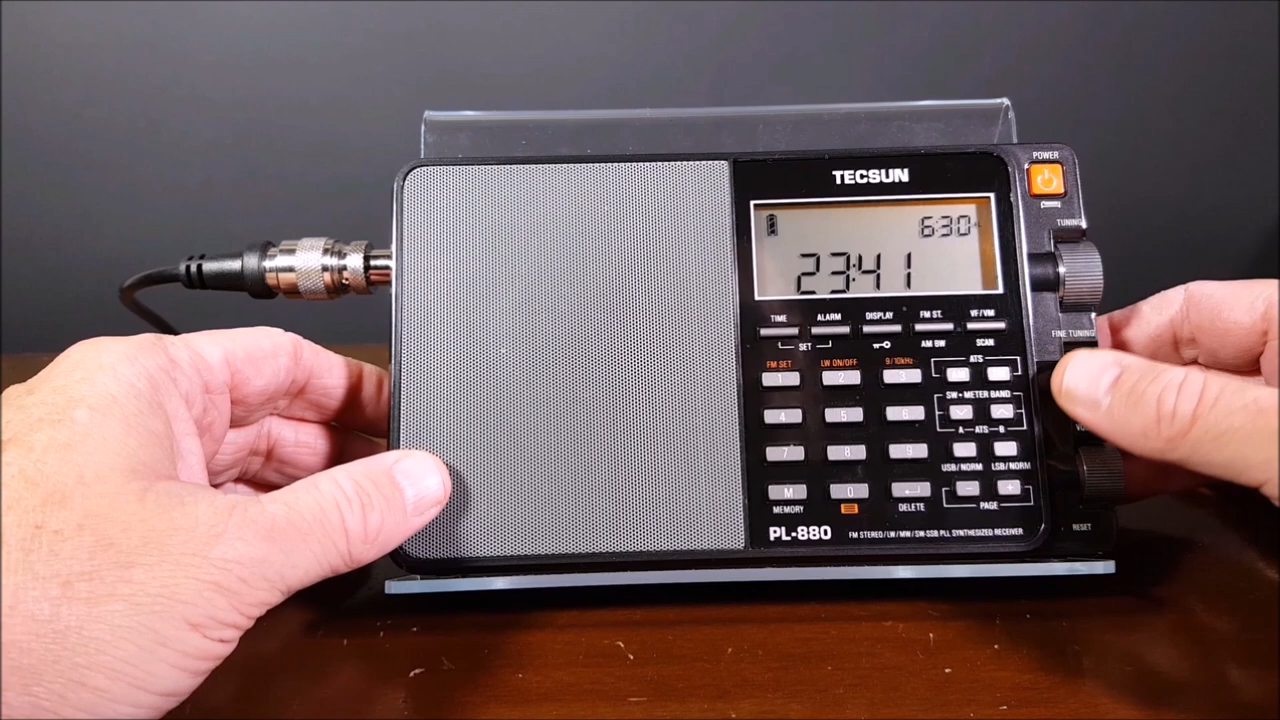 POWER
TECSUN
TUNING
6:30
23:41
TIME ALARM DISPLAY FM ST. VF/VM
SET AM BW SCAN
FINE TUNING
FM SET LW ON/OFF 9/10kHz ATS
1 2 3
SW - METER BAND
4 5 6
A ATS B
7 8 9
USB/NORM LSB/NORM
M 0 - +
MEMORY DELETE PAGE
PL-880 FM STEREO/LW/MW/SW-SSB PLL SYNTHESIZED RECEIVER
RESET